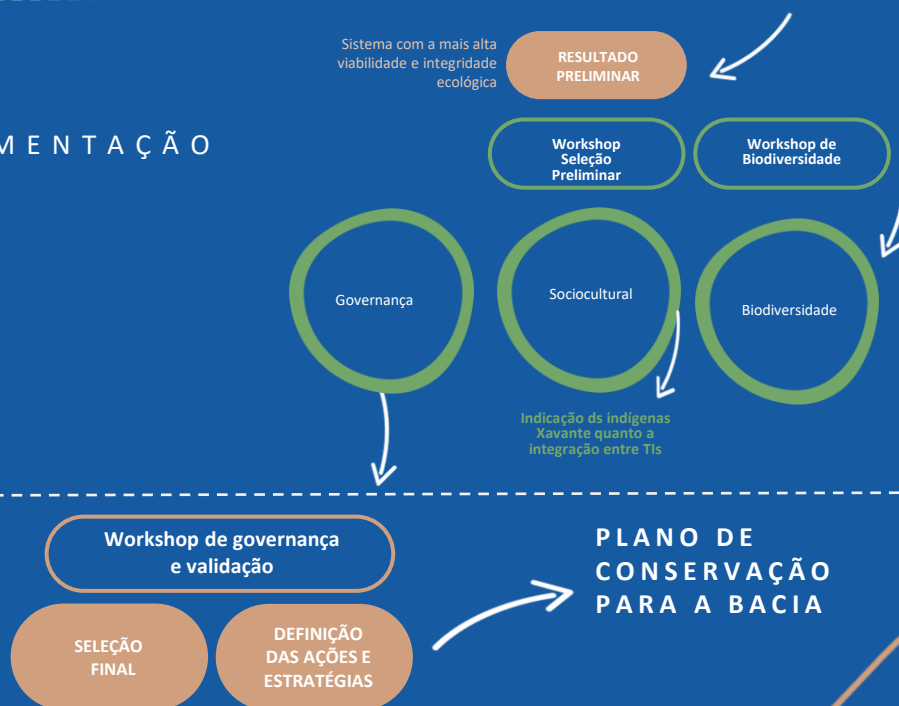 Sistema com a mais alta
viabilidade e integridade
ecológica
RESULTADO
PRELIMINAR
MENTAÇÃO
Workshop
Seleção
Preliminar
Workshop de
Biodiversidade
Governança
Sociocultural
Biodiversidade
Indicação ds indígenas
Xavante quanto a
integração entre TIs
Workshop de governança
e validação
PLANO DE
CONSERVAÇÃO
PARA A BACIA
SELEÇÃO
FINAL
DEFINIÇÃO
DAS AÇÕES E
ESTRATÉGIAS